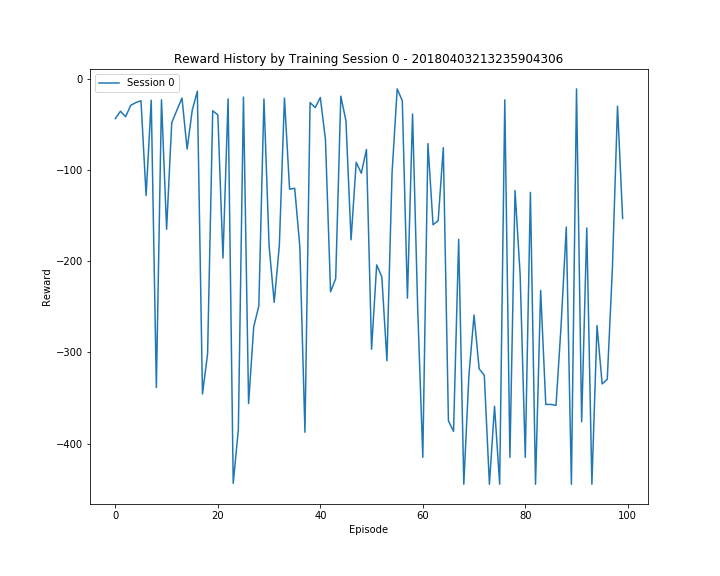 Reward History by Training Session 0 - 20180403213235904306
Session 0
0
−100
−200
−300
−400
Reward
0 20 40 60 80 100
Episode